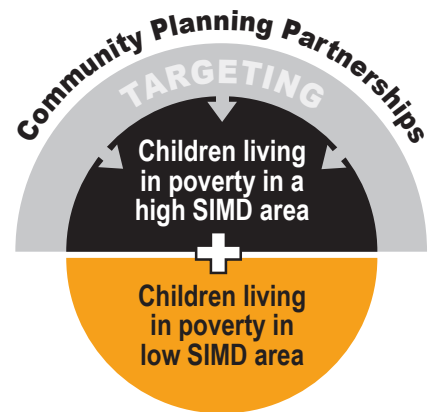 Community Planning Partnerships
TARGETING
Children living
in poverty in a
high SIMD area
Children living
in poverty in
low SIMD area